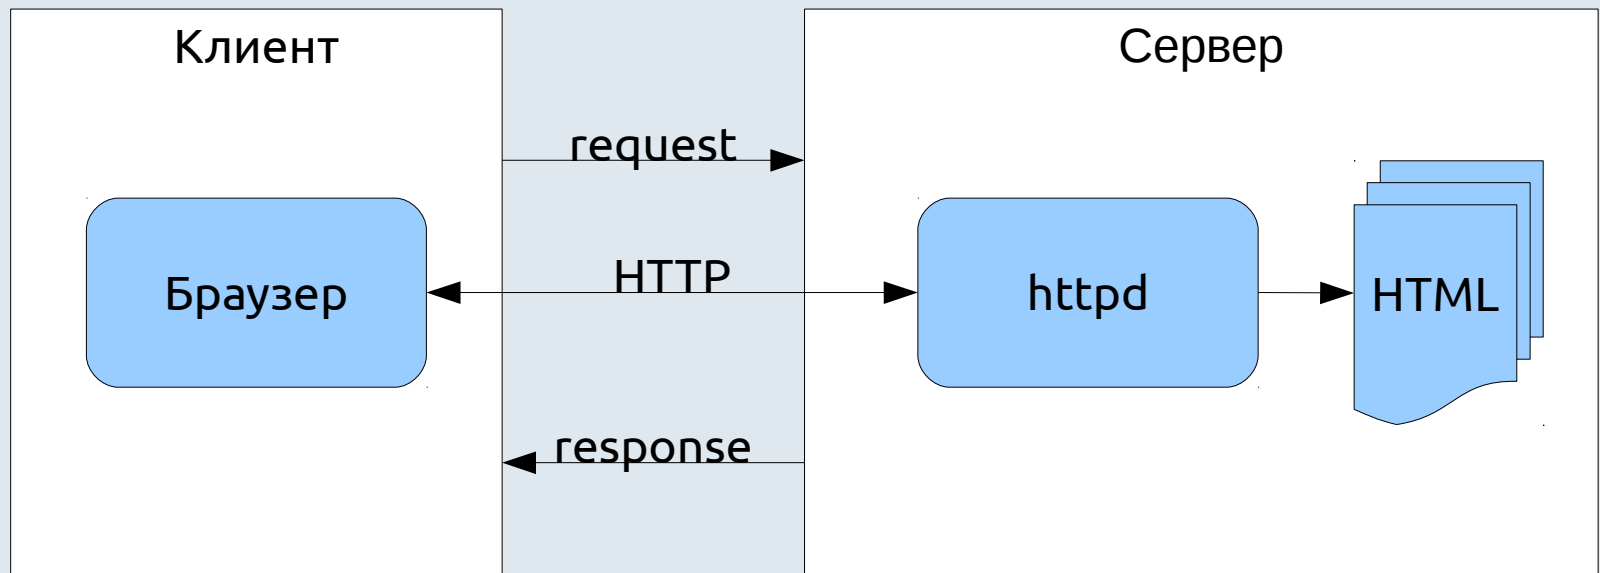 Клиент
Сервер
request
HTTP
Браузер
httpd
HTML
response